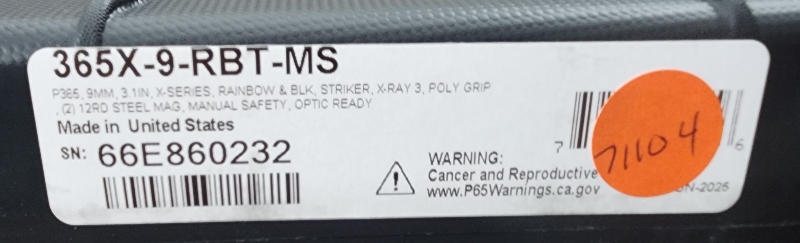 365X-9-RBT-MS
P365, 9MM, 3.1IN, X-SERIES, RAINBOW & BLK, STRIKER, X-RAY 3, POLY GRIP
, (2) 12RD STEEL MAG, MANUAL SAFETY, OPTIC READY
Made in United States
SN: 66E860232
WARNING:
Cancer and Reproductive
www.P65Warnings.ca.gov
7
6
71104
N-2025